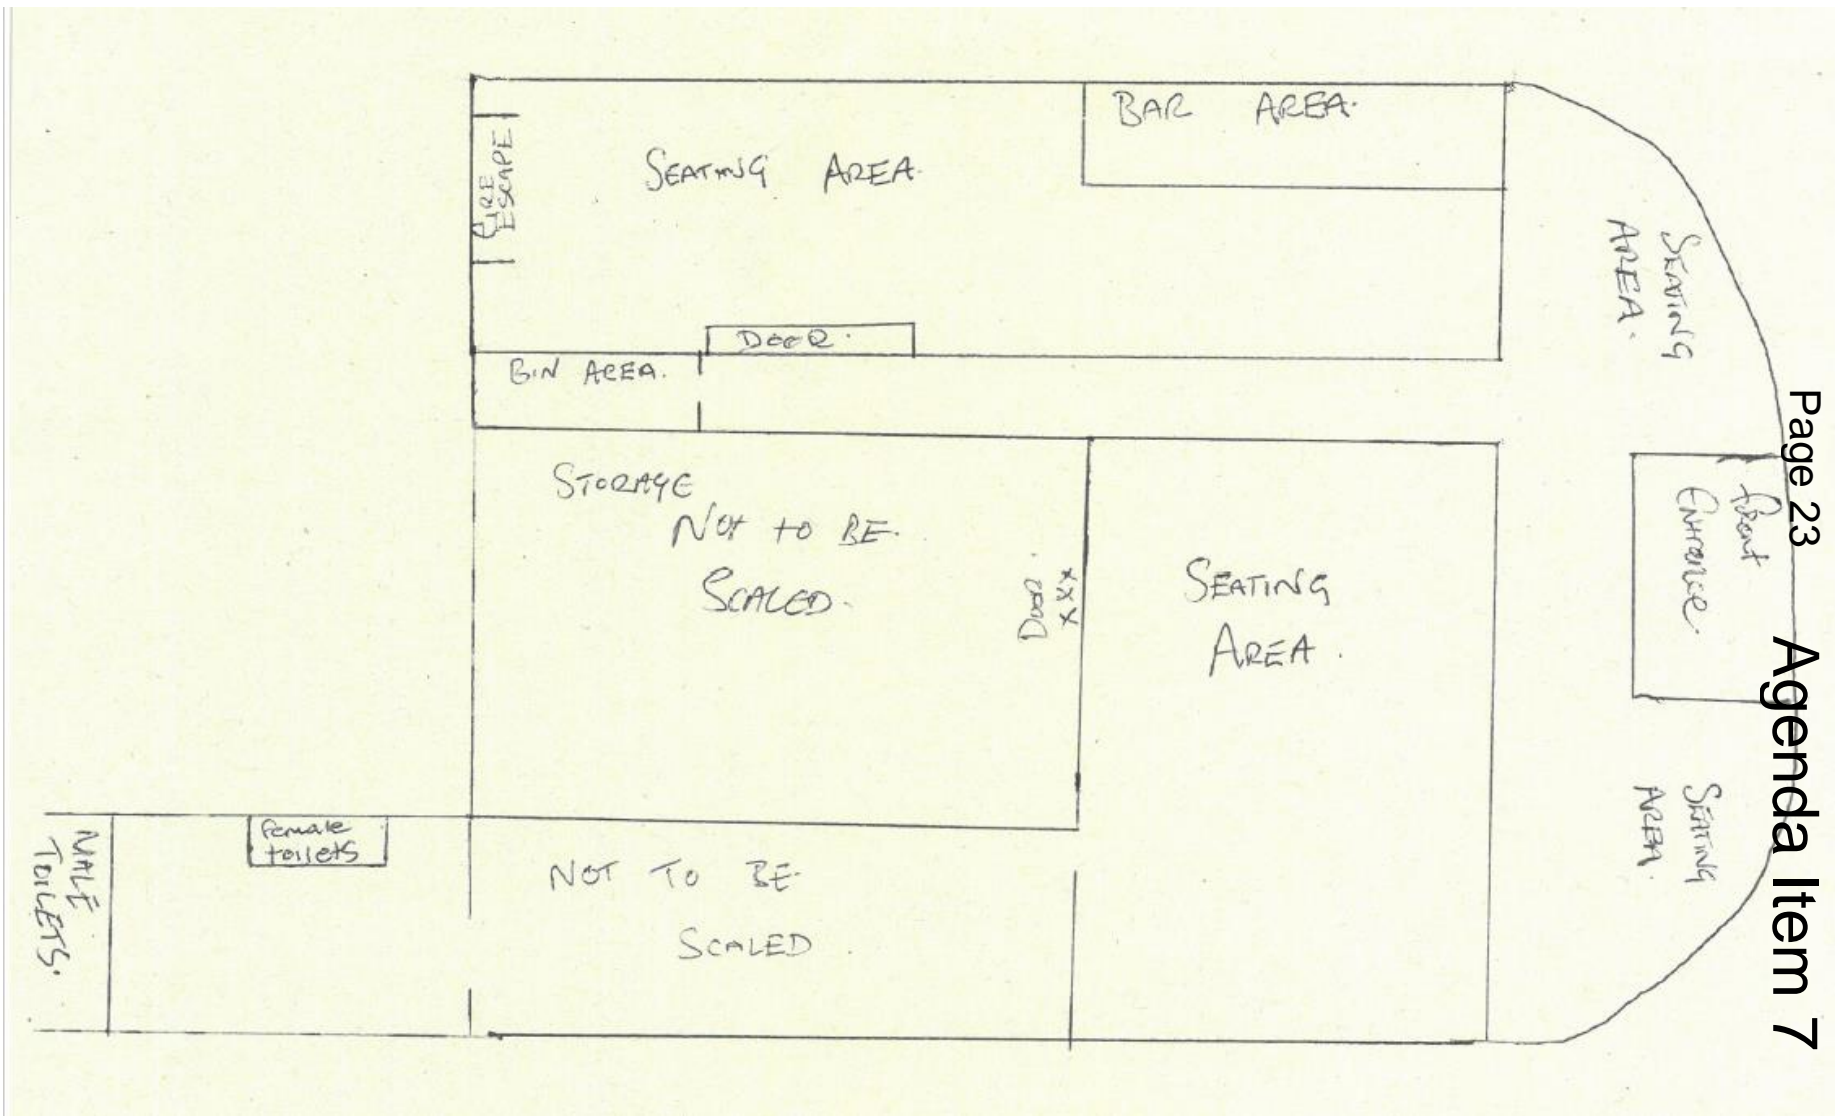 BAR AREA.
SEATING AREA.
FIRE
ESCAPE
SEATING
AREA.
DOOR.
BIN AREA.
STORAGE
NOT TO BE.
SCALED.
DOOR.
XXX
SEATING
AREA.
Front
Entrance.
Page 23
Agenda Item 7
SEATING
AREA.
female
toilets
MALE
TOILETS.
NOT TO BE.
SCALED.